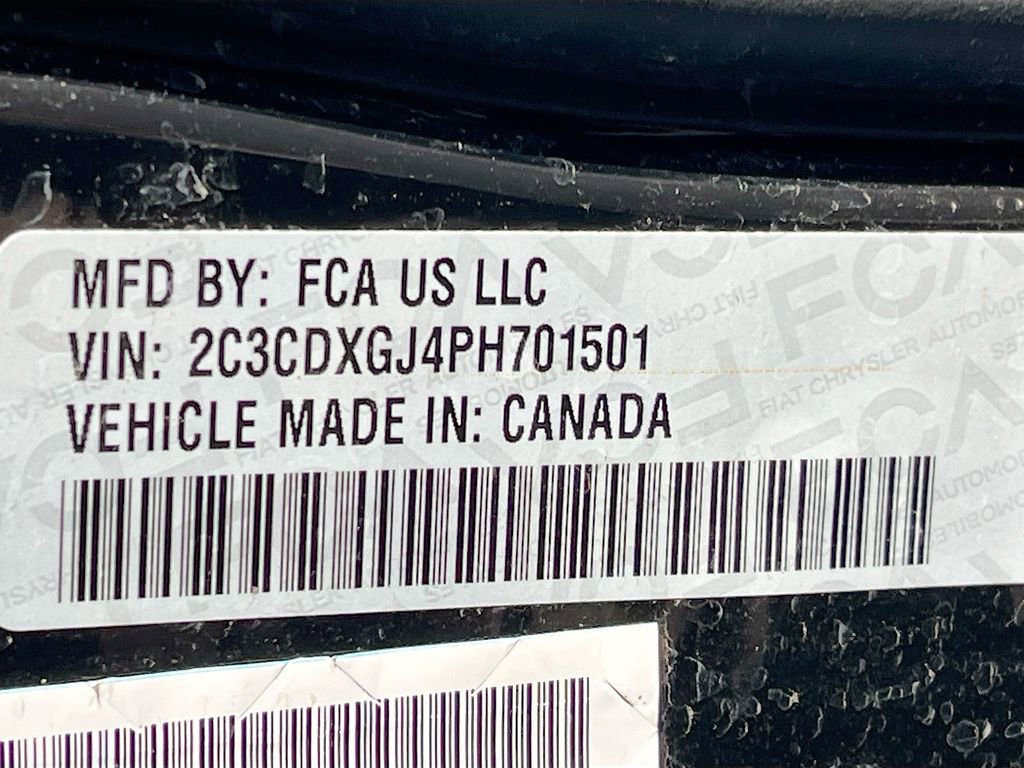 MFD BY: FCA US LLC
VIN: 2C3CDXGJ4PH701501
VEHICLE MADE IN: CANADA